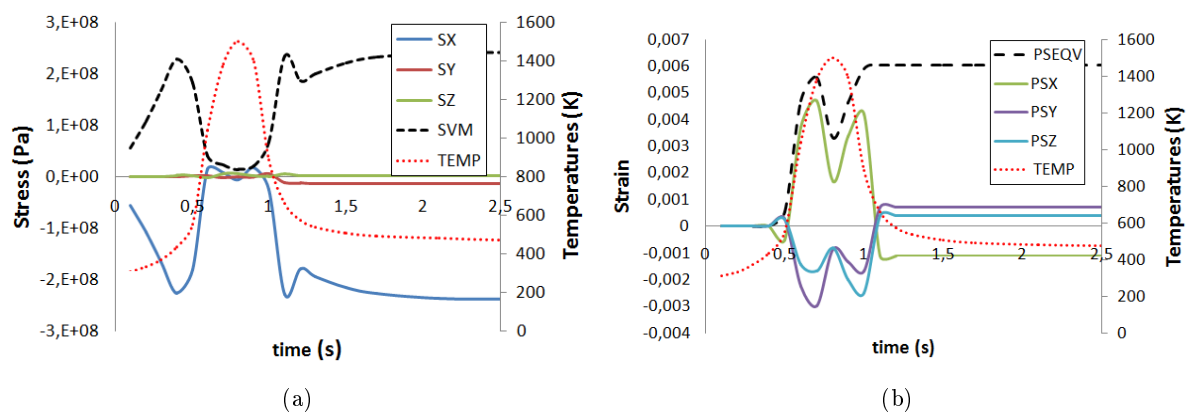 3,E+08
2,E+08
1,E+08
0,E+00
-1,E+08
-2,E+08
-3,E+08
Stress (Pa)
0 0,5 1 1,5 2 2,5
time (s)
1600
1400
1200
1000
800
600
400
200
0
Temperatures (K)
SX
SY
SZ
SVM
TEMP
(a)
0,007
0,006
0,005
0,004
0,003
0,002
0,001
0
-0,001
-0,002
-0,003
-0,004
Strain
0 0,5 1 1,5 2 2,5
time (s)
1600
1400
1200
1000
800
600
400
200
0
Temperatures (K)
PSEQV
PSX
PSY
PSZ
TEMP
(b)